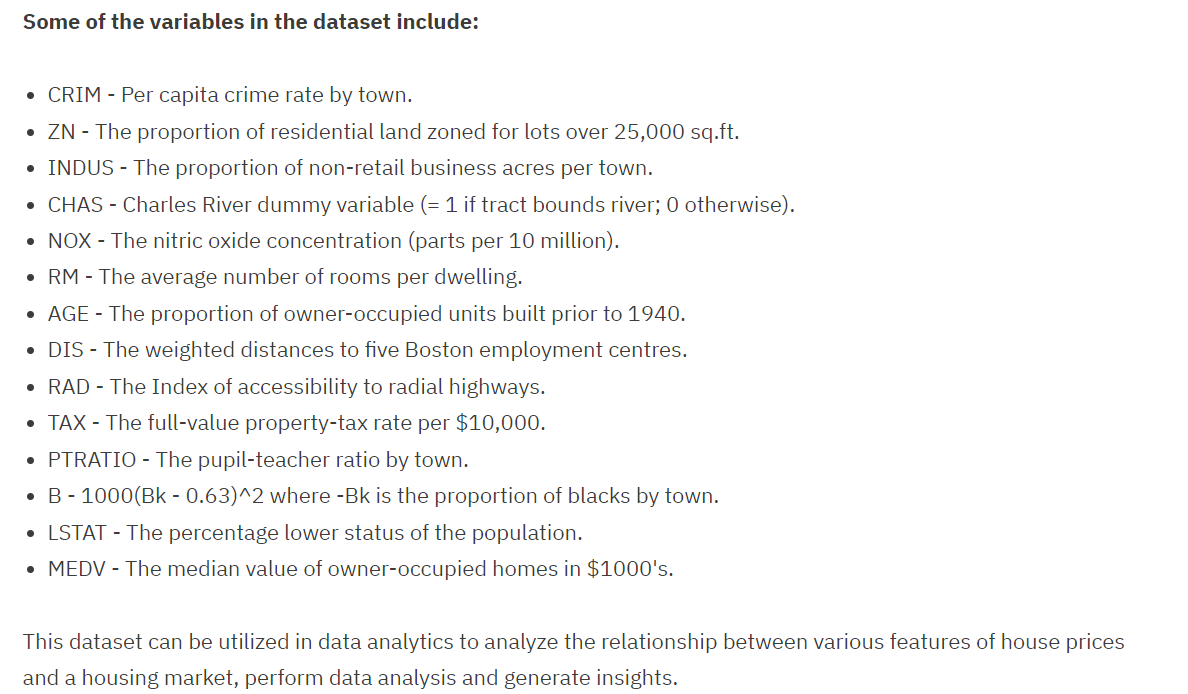 Some of the variables in the dataset include:
• CRIM - Per capita crime rate by town.
• ZN - The proportion of residential land zoned for lots over 25,000 sq.ft.
• INDUS - The proportion of non-retail business acres per town.
• CHAS - Charles River dummy variable (= 1 if tract bounds river; 0 otherwise).
• NOX - The nitric oxide concentration (parts per 10 million).
• RM - The average number of rooms per dwelling.
• AGE - The proportion of owner-occupied units built prior to 1940.
• DIS - The weighted distances to five Boston employment centres.
• RAD - The Index of accessibility to radial highways.
• TAX - The full-value property-tax rate per $10,000.
• PTRATIO - The pupil-teacher ratio by town.
• B - 1000(Bk - 0.63)^2 where -Bk is the proportion of blacks by town.
• LSTAT - The percentage lower status of the population.
• MEDV - The median value of owner-occupied homes in $1000's.
This dataset can be utilized in data analytics to analyze the relationship between various features of house prices
and a housing market, perform data analysis and generate insights.